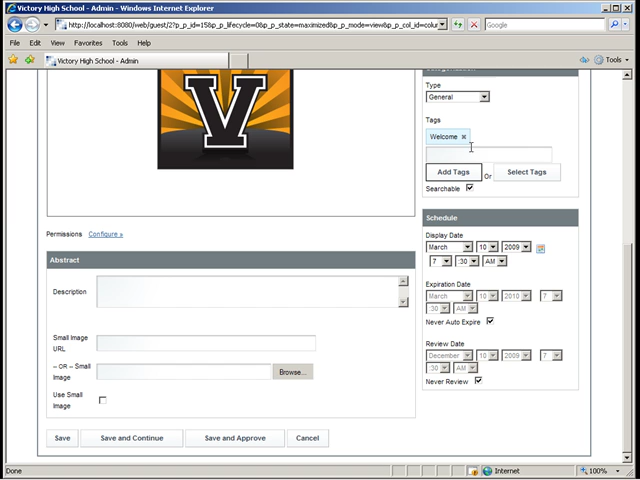 Victory High School - Admin - Windows Internet Explorer
http://localhost:8080/web/guest/2?p_p_id=15&p_p_lifecycle=0&p_p_state=maximized&p_p_mode=view&p_p_col_id=colu
Google
File Edit View Favorites Tools Help
Victory High School - Admin
Tools
Type
General
Tags
Welcome
Add Tags Or Select Tags
Searchable
V
Permissions Configure »
Schedule
Display Date
March 10 2009
7 :30 AM
Expiration Date
March 10 2010 7
:30 AM
Never Auto Expire
Review Date
December 10 2009 7
:30 AM
Never Review
Abstract
Description
Small Image
URL
-- OR -- Small
Image
Browse...
Use Small
Image
Save Save and Continue Save and Approve Cancel
Done Internet 100%